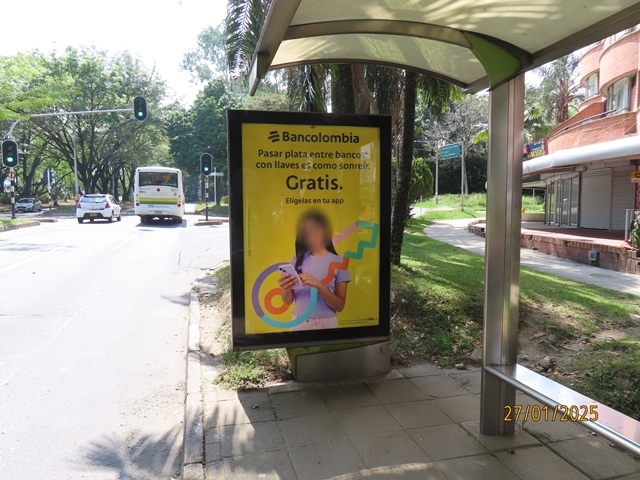 Bancolombia
Pasar plata entre bancos*
con llaves es como sonreír.
Gratis.
Elígelas en tu app
27/01/2025